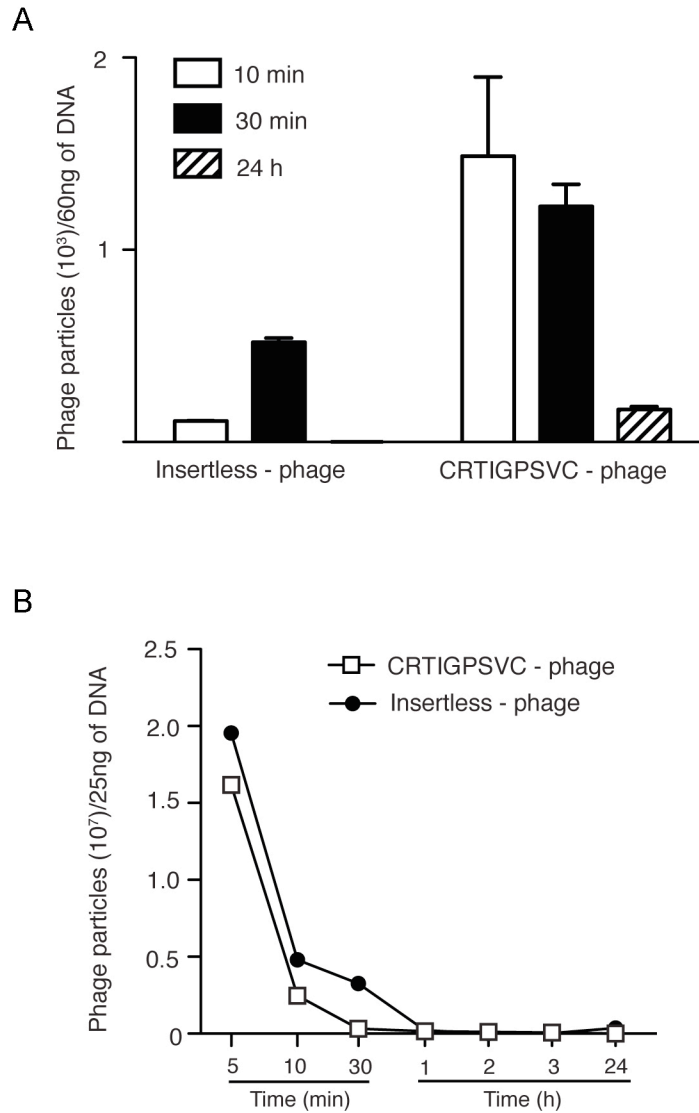 A
Phage particles (10³)/60ng of DNA
2
1
10 min
30 min
24 h
Insertless - phage
CRTIGPSVC - phage
B
Phage particles (10⁷)/25ng of DNA
2.5
2.0
1.5
1.0
0.5
0
CRTIGPSVC - phage
Insertless - phage
5 10 30 1 2 3 24
Time (min) Time (h)